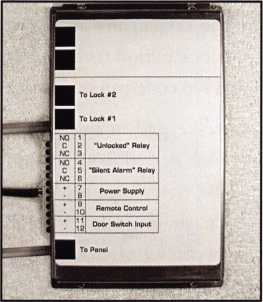 To Lock #2
To Lock #1
NO 1
C 2 "Unlocked" Relay
NC 3
NO 4
C 5 "Silent Alarm" Relay
NC 6
+ 7 Power Supply
- 8
+ 9 Remote Control
- 10
+ 11 Door Switch Input
- 12
To Panel